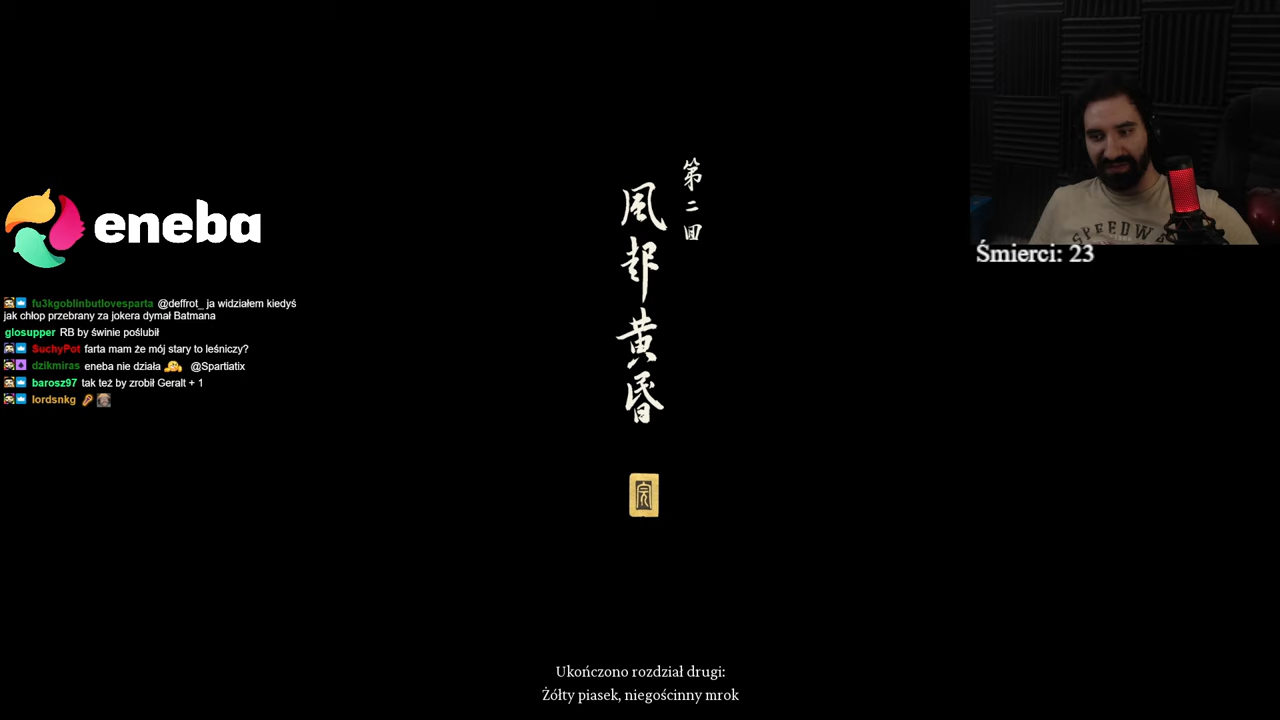 eneba
fu3kgoblinbutlovesparta @deffrot_ ja widziałem kiedyś
jak chłop przebrany za jokera dymał Batmana
glosupper RB by świnie poślubił
SuchyPot farta mam że mój stary to leśniczy?
dzikmiras eneba nie działa @Spartiatix
barosz97 tak też by zrobił Geralt + 1
lordsnkg
第二回
風起黃昏
SPEEDWA
Śmierci: 23
Ukończono rozdział drugi:
Żółty piasek, niegościnny mrok